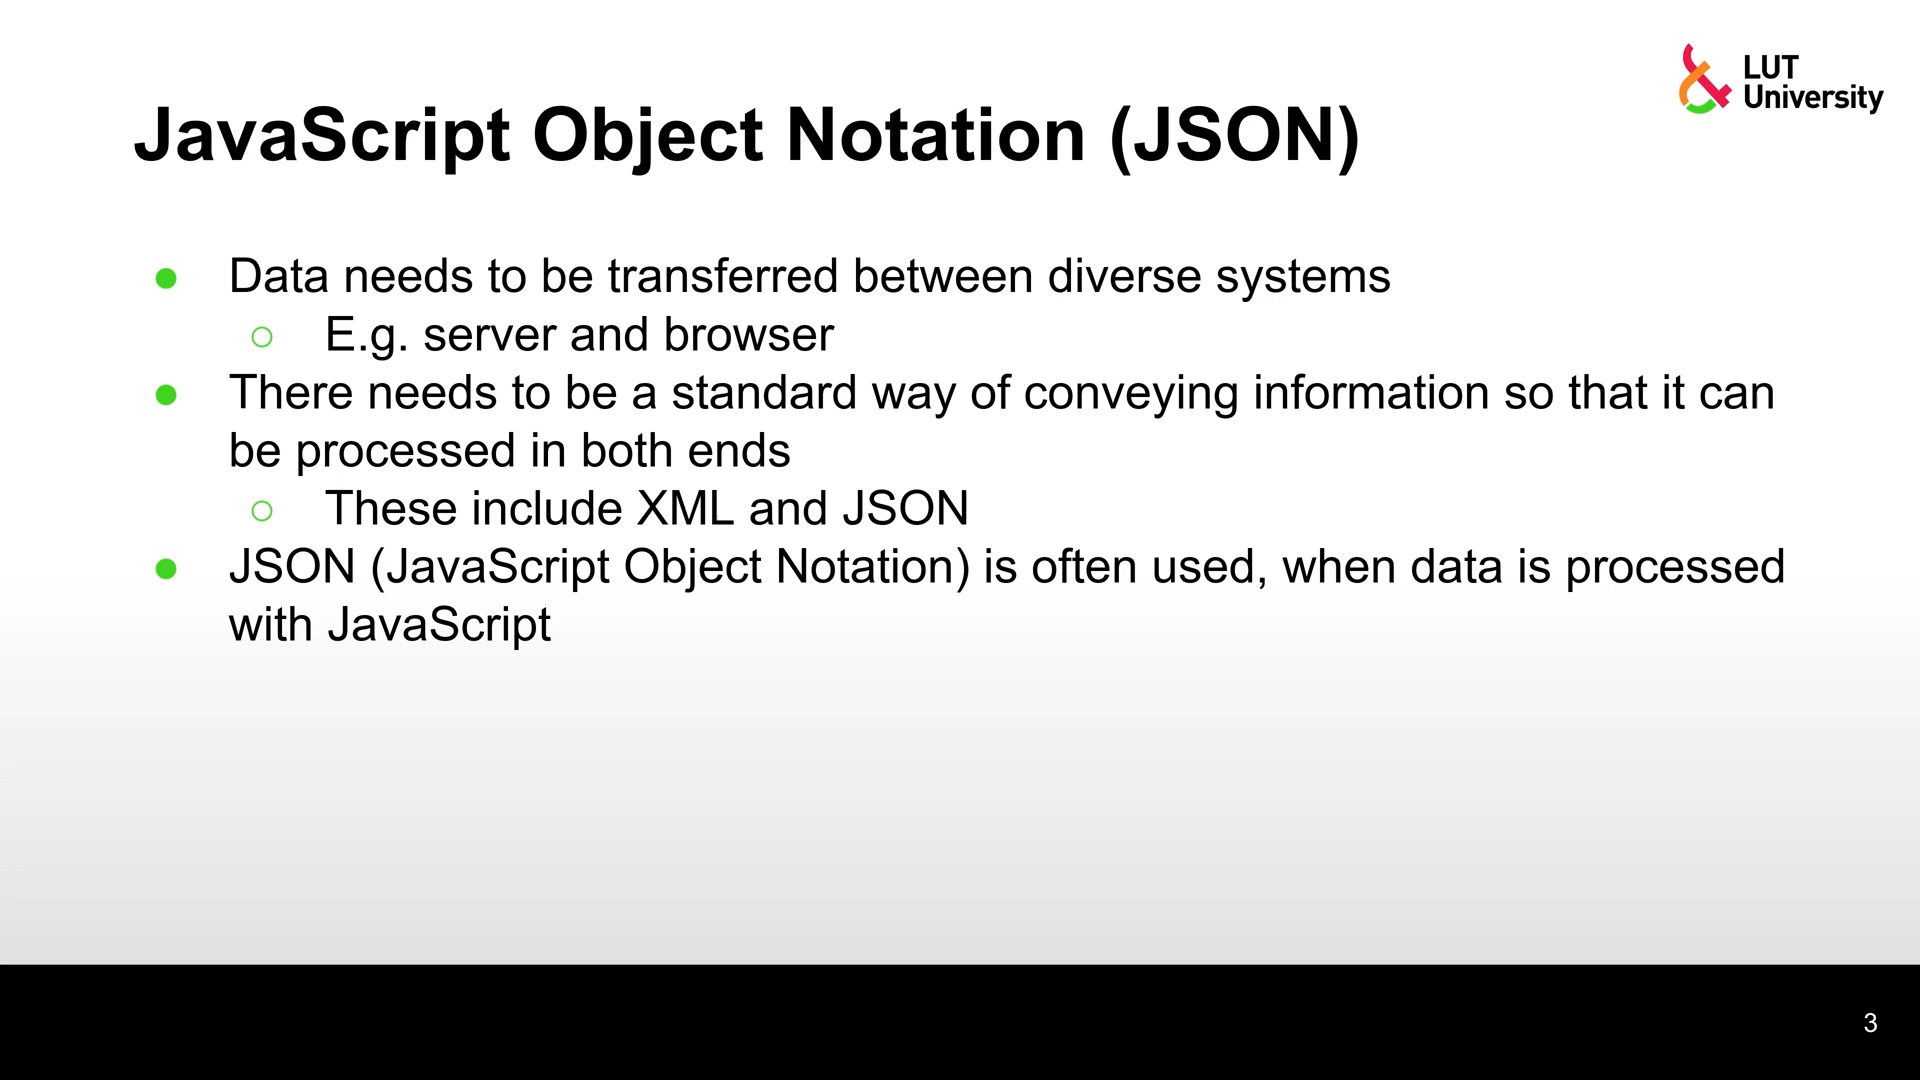 LUT
University
JavaScript Object Notation (JSON)
● Data needs to be transferred between diverse systems
○ E.g. server and browser
● There needs to be a standard way of conveying information so that it can
be processed in both ends
○ These include XML and JSON
● JSON (JavaScript Object Notation) is often used, when data is processed
with JavaScript
3